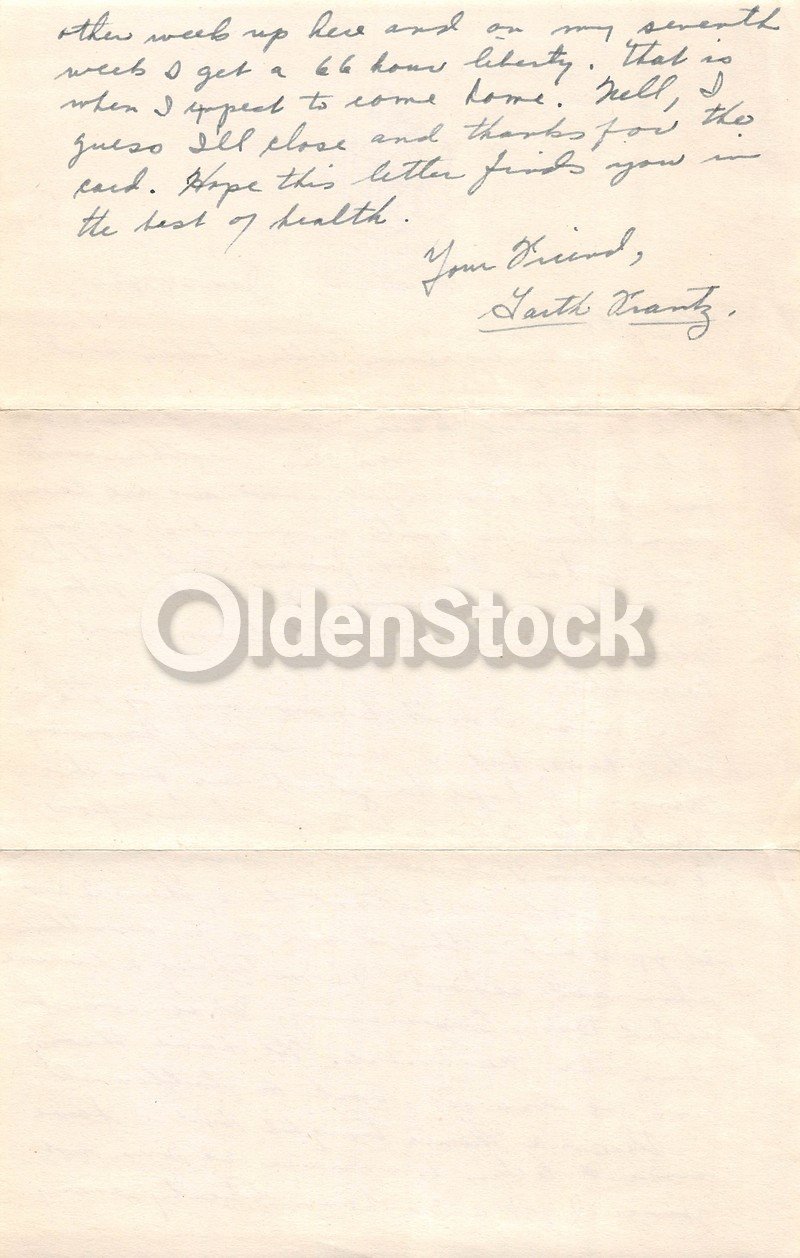 other week up here and on my seventh
week I get a 66 hour liberty. That is
when I expect to come home. Well, I
guess I'll close and thanks for the
card. Hope this letter finds you in
the best of health.
Your Friend,
Garth Krantz.
OldenStock